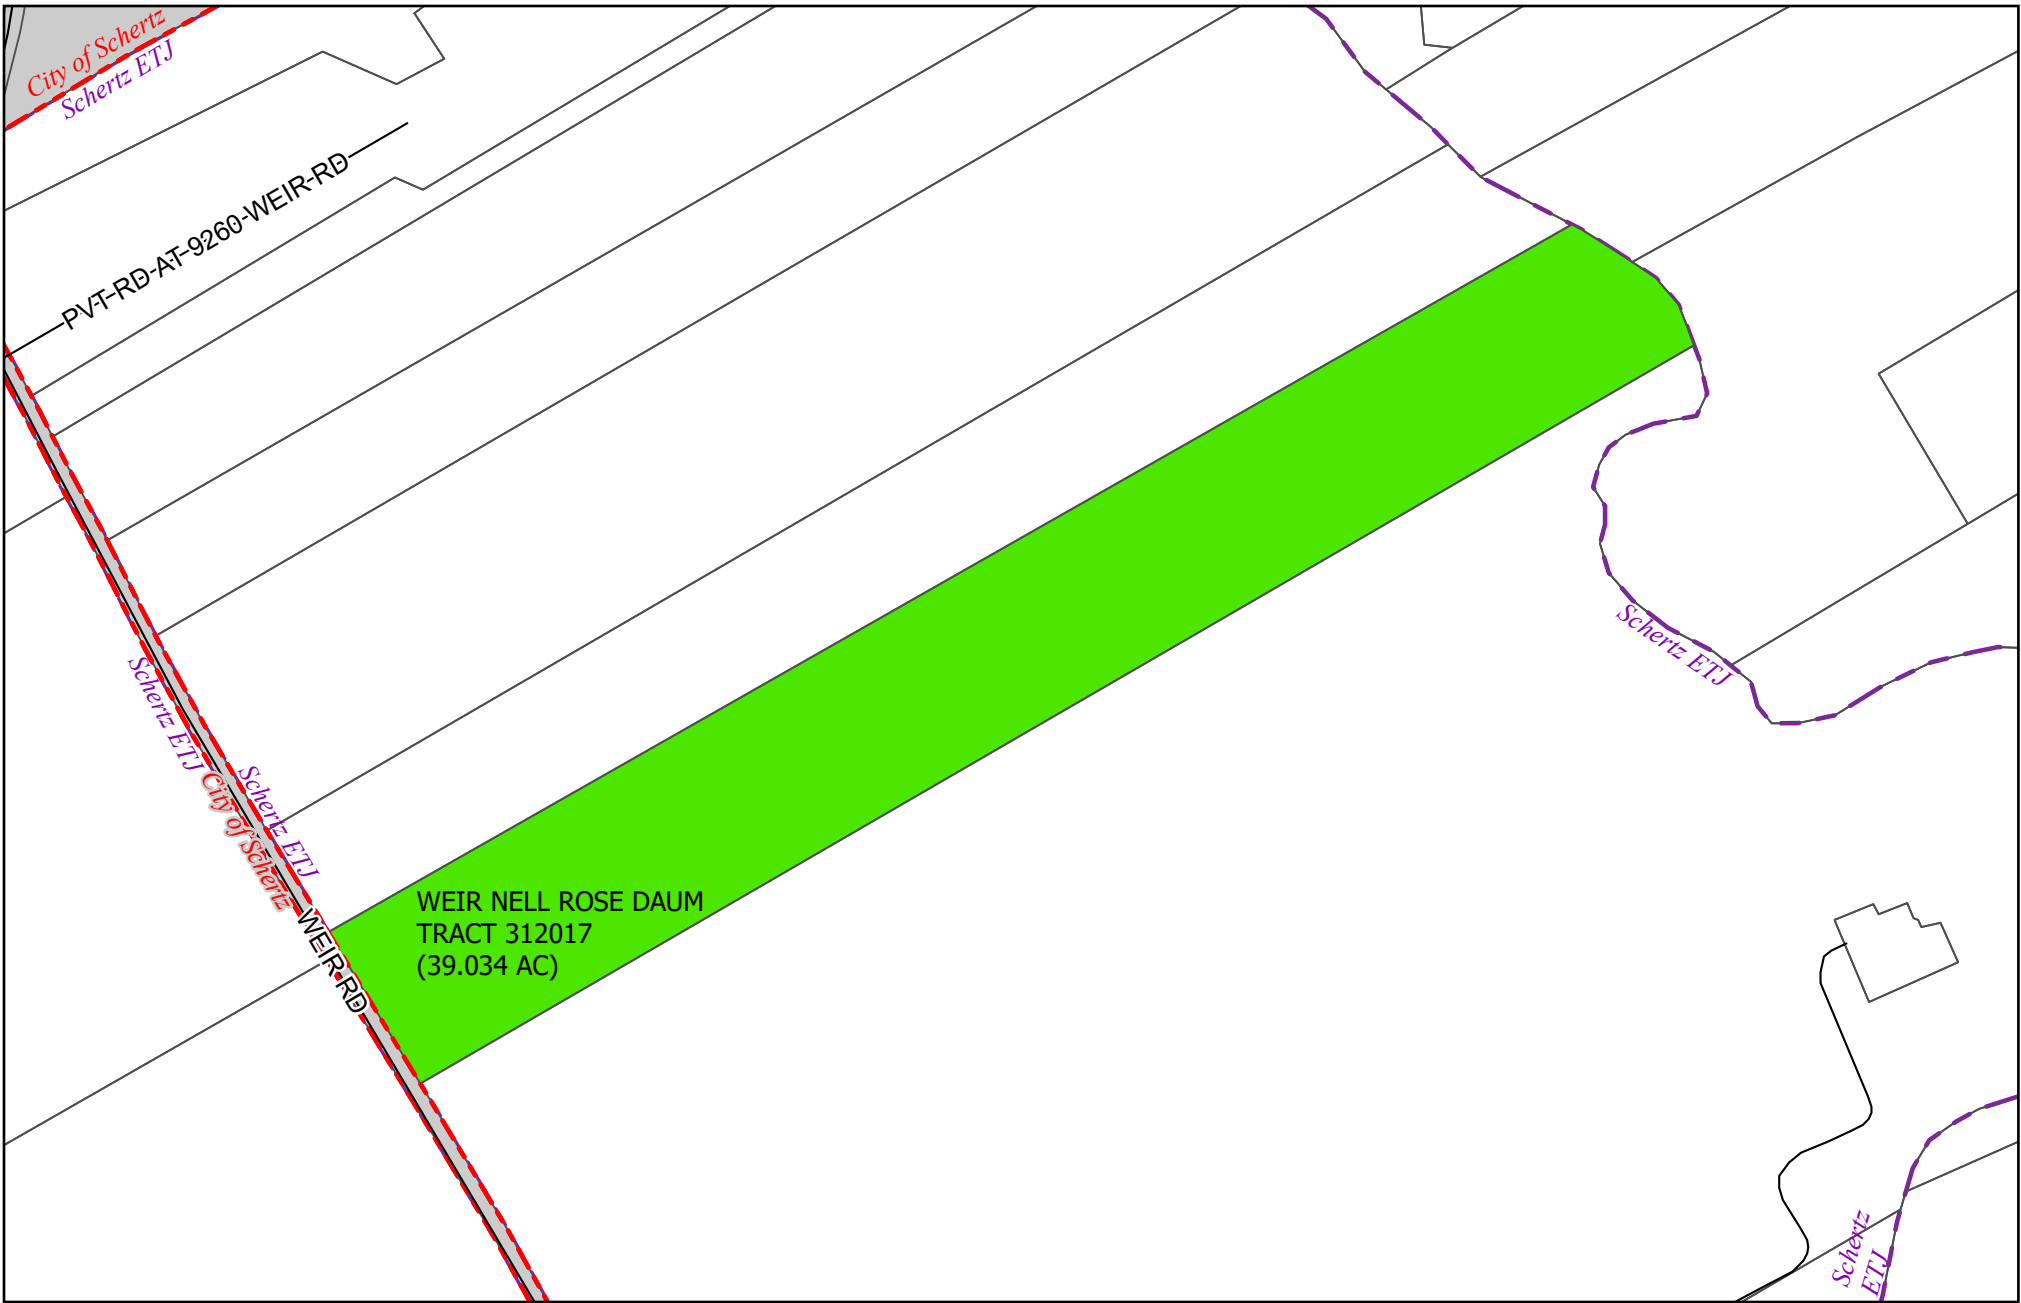 City of Schertz
Schertz ETJ
PVT-RD-AT-9260-WEIR-RD
Schertz ETJ
Schertz ETJ
Schertz ETJ
City of Schertz
WEIR-RD
WEIR NELL ROSE DAUM
TRACT 312017
(39.034 AC)
Schertz
ETJ